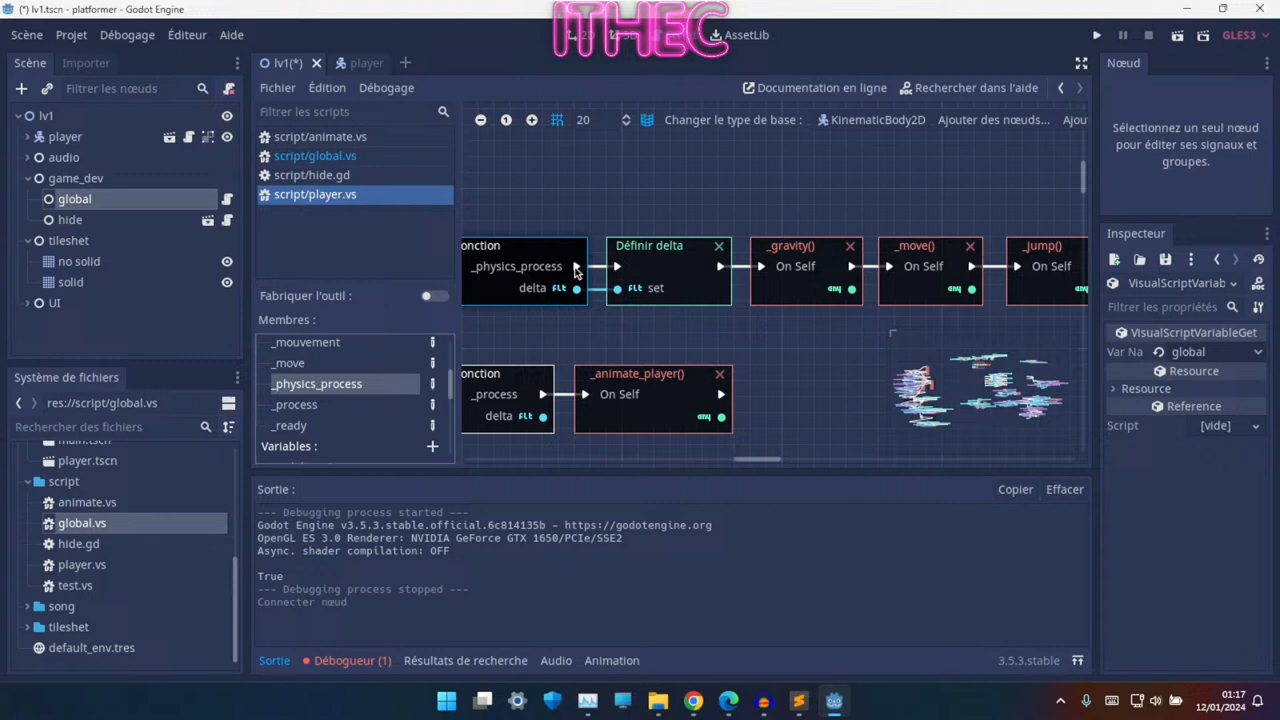 (*) lv1.tscn - platformer - Godot Engine
ITHEC
Scène Projet Débogage Éditeur Aide
AssetLib
GLES3
Scène Importer
lv1(*) player
Nœud
Filtrer les nœuds
Fichier Édition Débogage
Documentation en ligne Rechercher dans l'aide
lv1
player
audio
game_dev
global
hide
tileshet
no solid
solid
UI
Filtrer les scripts
script/animate.vs
script/global.vs
script/hide.gd
script/player.vs
20 Changer le type de base : KinematicBody2D Ajouter des nœuds... Ajou
Sélectionnez un seul nœud
pour éditer ses signaux et
groupes.
onction
_physics_process
delta Flt
Définir delta
Flt set
_gravity()
On Self
any
_move()
On Self
any
_jump()
On Self
an
onction
_process
delta Flt
_animate_player()
On Self
any
Fabriquer l'outil :
Membres :
_mouvement
_move
_physics_process
_process
_ready
Variables :
Inspecteur
VisualScriptVariab
Filtrer les propriétés
VisualScriptVariableGet
Var Na global
Resource
Resource
Reference
Script [vide]
Système de fichiers
res://script/global.vs
Rechercher des fichiers
main.tscn
player.tscn
script
animate.vs
global.vs
hide.gd
player.vs
test.vs
song
tileshet
default_env.tres
Sortie :
Copier Effacer
--- Debugging process started ---
Godot Engine v3.5.3.stable.official.6c814135b - https://godotengine.org
OpenGL ES 3.0 Renderer: NVIDIA GeForce GTX 1650/PCIe/SSE2
Async. shader compilation: OFF
True
--- Debugging process stopped ---
Connecter nœud
Sortie Débogueur (1) Résultats de recherche Audio Animation
3.5.3.stable
01:17
12/01/2024